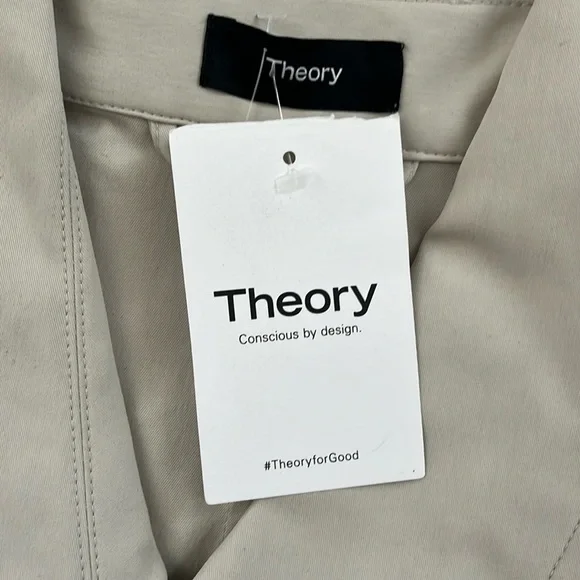 Theory
Theory
Conscious by design.
#TheoryforGood